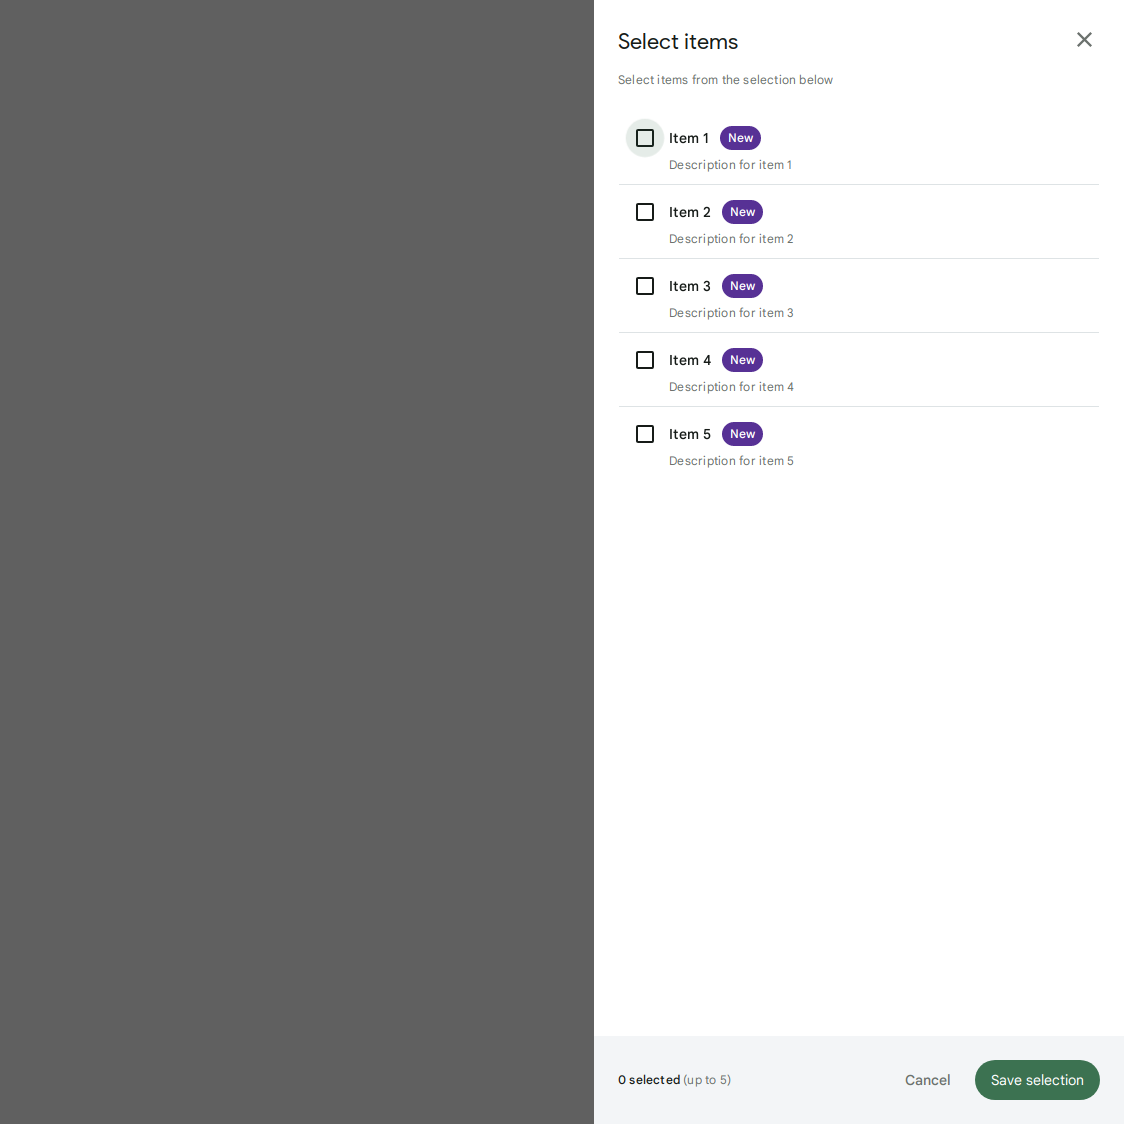 Select items
Select items from the selection below
Item 1 New
Description for item 1
Item 2 New
Description for item 2
Item 3 New
Description for item 3
Item 4 New
Description for item 4
Item 5 New
Description for item 5
0 selected (up to 5) Cancel Save selection